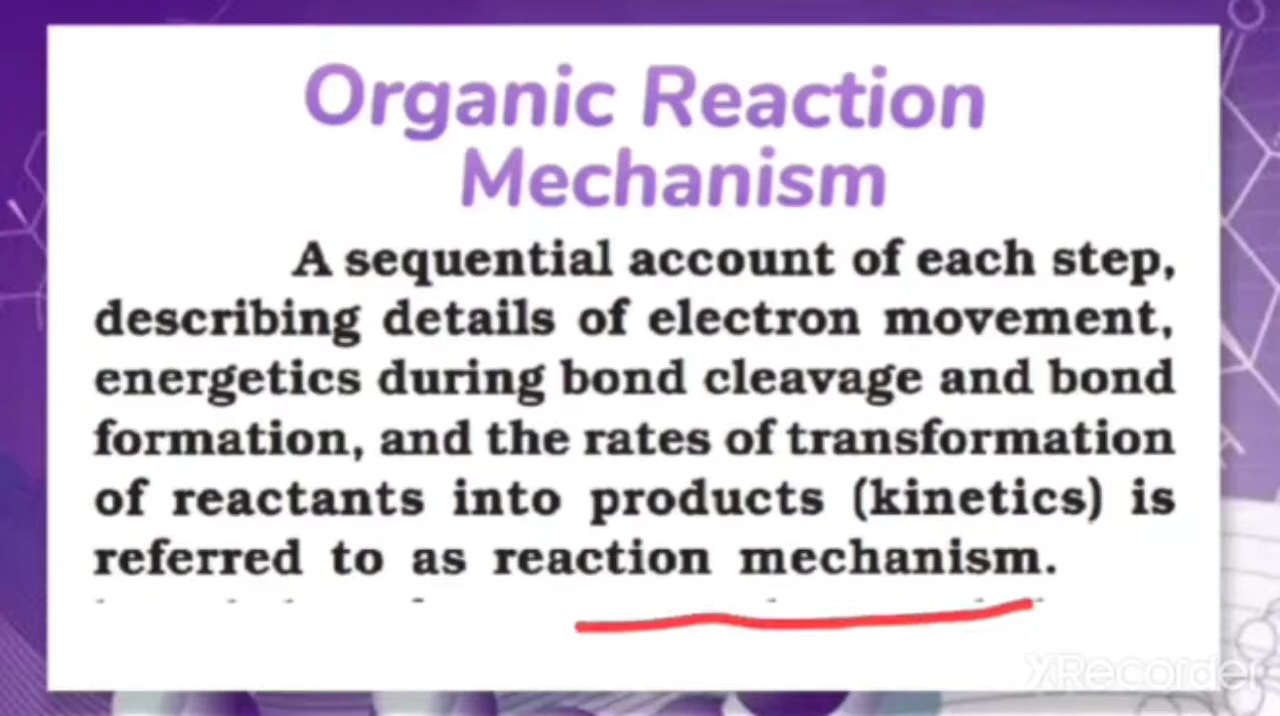 Organic Reaction
Mechanism
A sequential account of each step,
describing details of electron movement,
energetics during bond cleavage and bond
formation, and the rates of transformation
of reactants into products (kinetics) is
referred to as reaction mechanism.
XRecorder